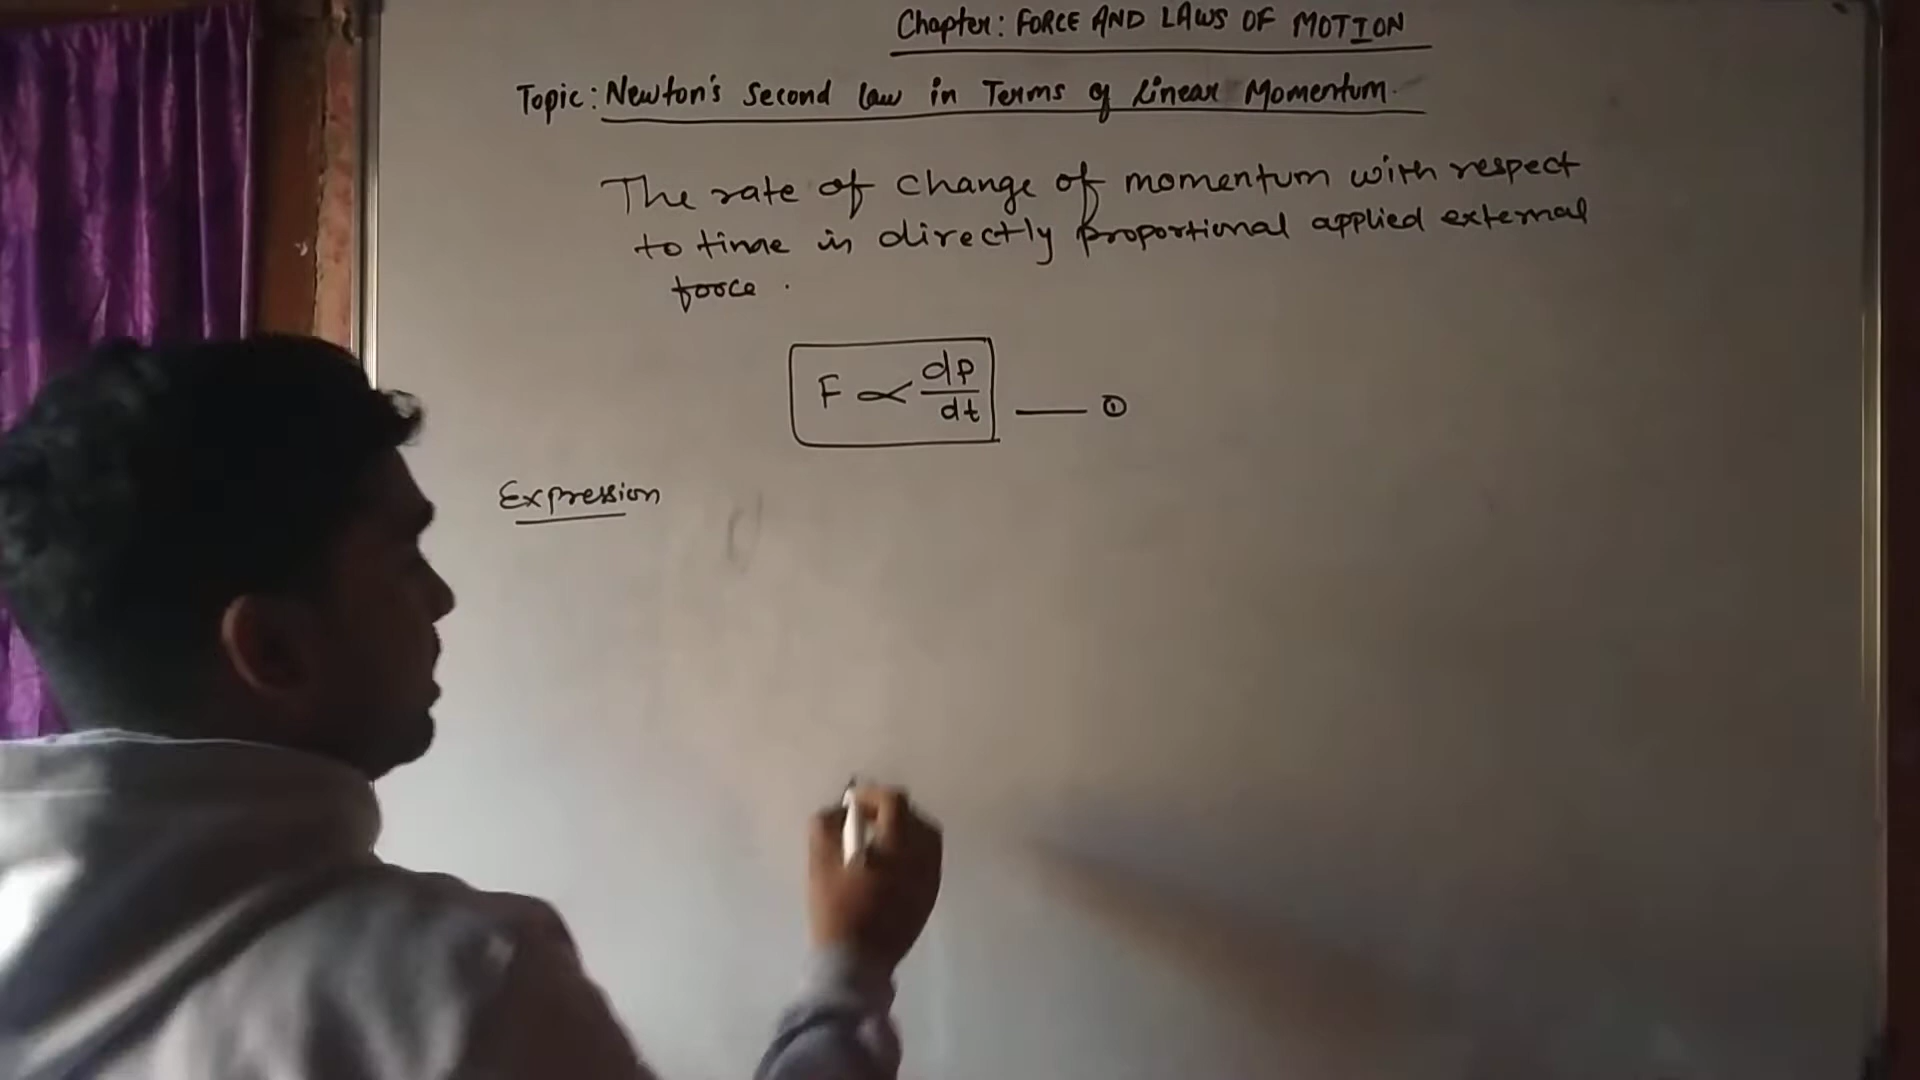 Chapter: FORCE AND LAWS OF MOTION
Topic: Newton's Second law in Terms of Linear Momentum.
The rate of change of momentum with respect
to time is directly proportional applied external
force.
F ∝ dp/dt —— ①
Expression